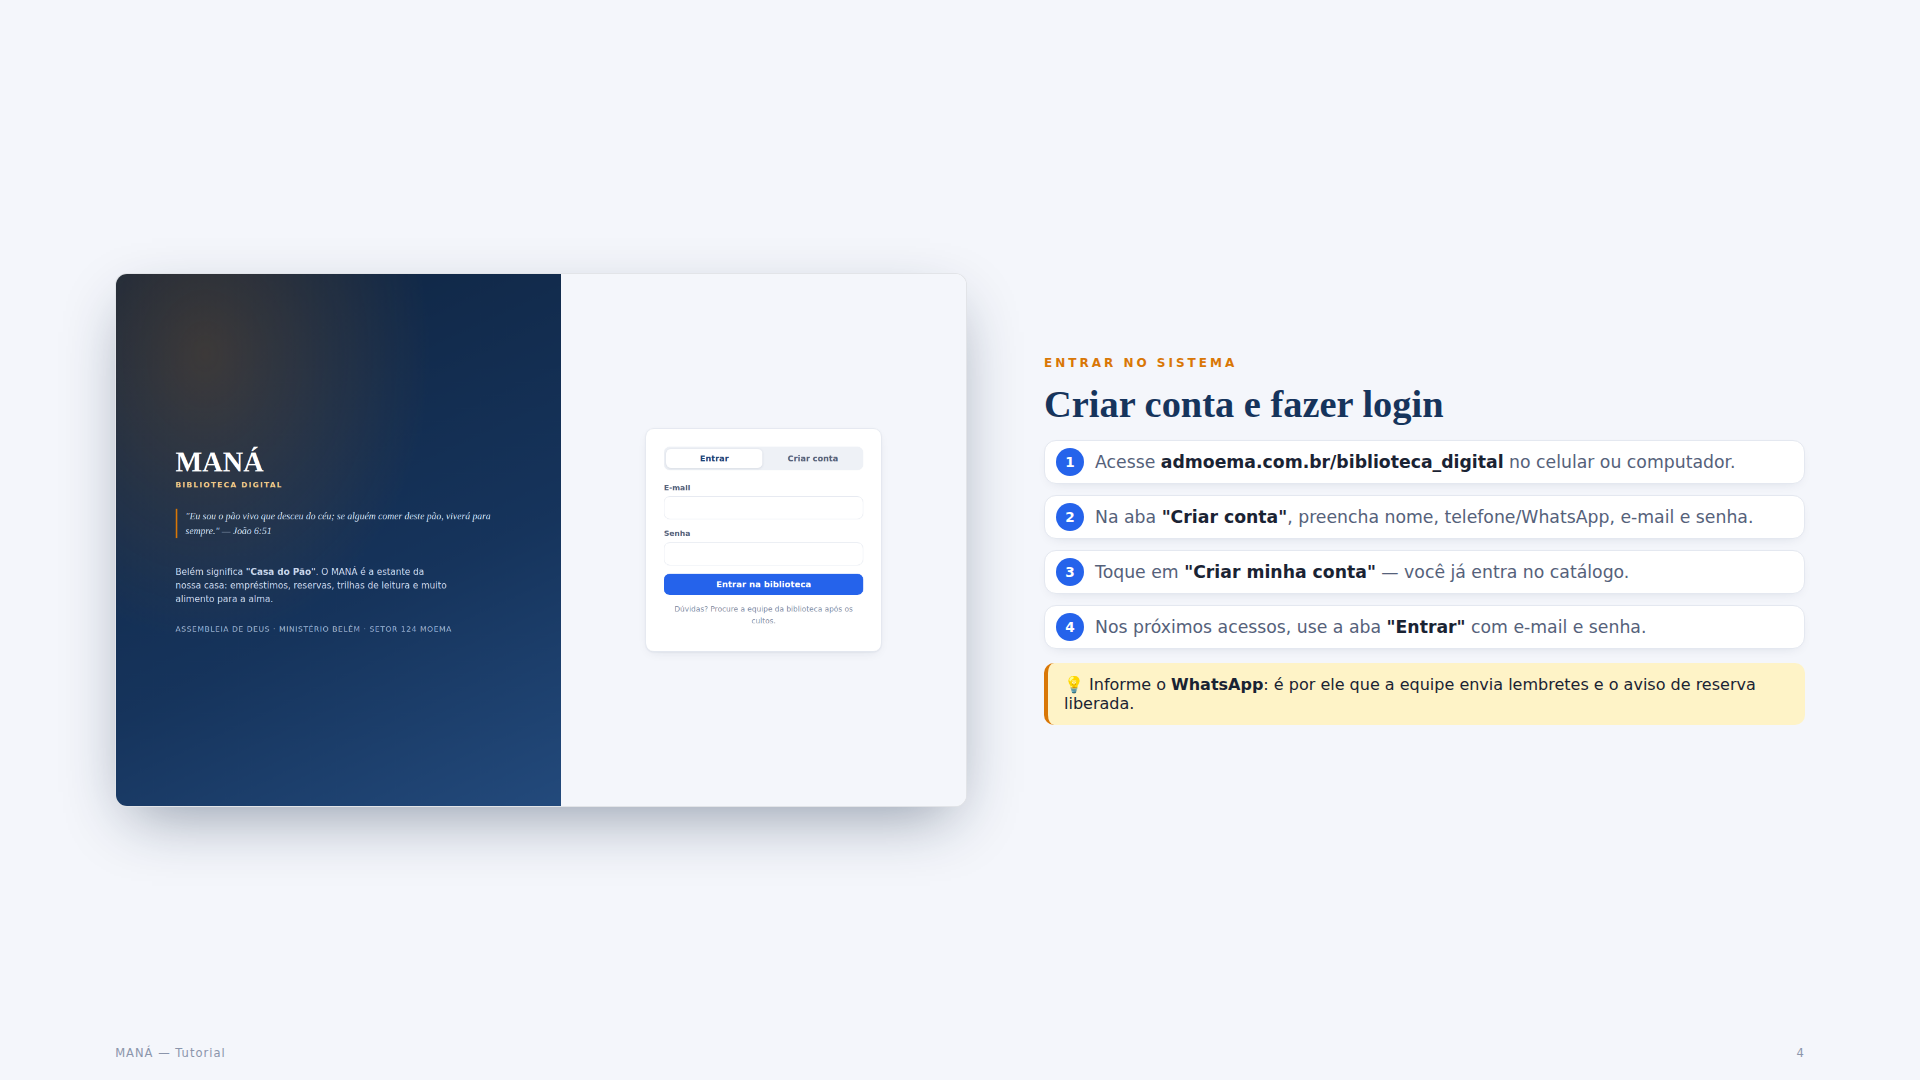 MANÁ
BIBLIOTECA DIGITAL
"Eu sou o pão vivo que desceu do céu; se alguém comer deste pão, viverá para
sempre." — João 6:51
Belém significa "Casa do Pão". O MANÁ é a estante da
nossa casa: empréstimos, reservas, trilhas de leitura e muito
alimento para a alma.
ASSEMBLEIA DE DEUS · MINISTÉRIO BELÉM · SETOR 124 MOEMA
Entrar
Criar conta
E-mail
Senha
Entrar na biblioteca
Dúvidas? Procure a equipe da biblioteca após os
cultos.
ENTRAR NO SISTEMA
Criar conta e fazer login
1 Acesse admoema.com.br/biblioteca_digital no celular ou computador.
2 Na aba "Criar conta", preencha nome, telefone/WhatsApp, e-mail e senha.
3 Toque em "Criar minha conta" — você já entra no catálogo.
4 Nos próximos acessos, use a aba "Entrar" com e-mail e senha.
💡 Informe o WhatsApp: é por ele que a equipe envia lembretes e o aviso de reserva
liberada.
MANÁ — Tutorial
4